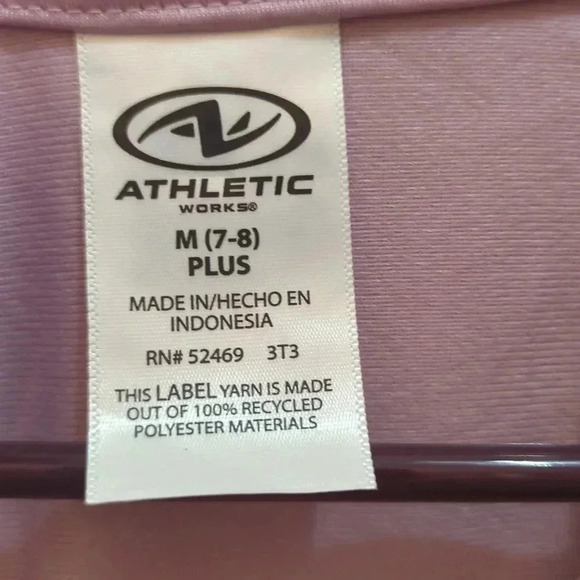 ATHLETIC
WORKS®
M (7-8)
PLUS
MADE IN/HECHO EN
INDONESIA
RN# 52469 3T3
THIS LABEL YARN IS MADE
OUT OF 100% RECYCLED
POLYESTER MATERIALS